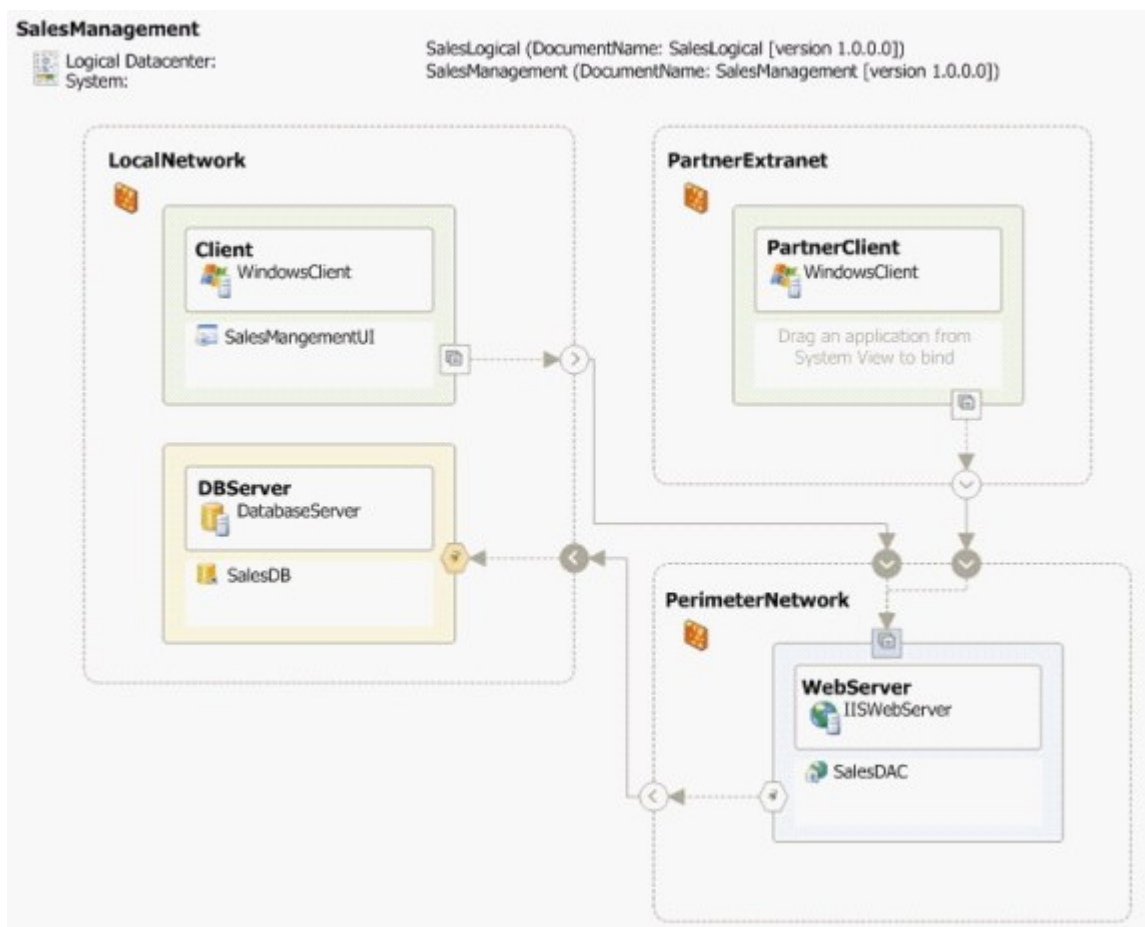 SalesManagement
Logical Datacenter:
System:
SalesLogical (DocumentName: SalesLogical [version 1.0.0.0])
SalesManagement (DocumentName: SalesManagement [version 1.0.0.0])
LocalNetwork
Client
WindowsClient
SalesMangementUI
DBServer
DatabaseServer
SalesDB
PartnerExtranet
PartnerClient
WindowsClient
Drag an application from
System View to bind
PerimeterNetwork
WebServer
IISWebServer
SalesDAC